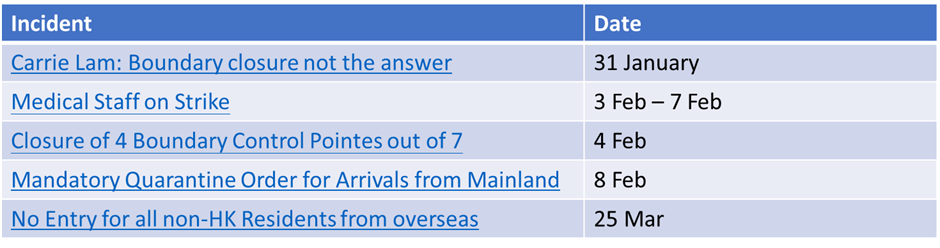 Incident Date
Carrie Lam: Boundary closure not the answer 31 January
Medical Staff on Strike 3 Feb – 7 Feb
Closure of 4 Boundary Control Pointes out of 7 4 Feb
Mandatory Quarantine Order for Arrivals from Mainland 8 Feb
No Entry for all non-HK Residents from overseas 25 Mar